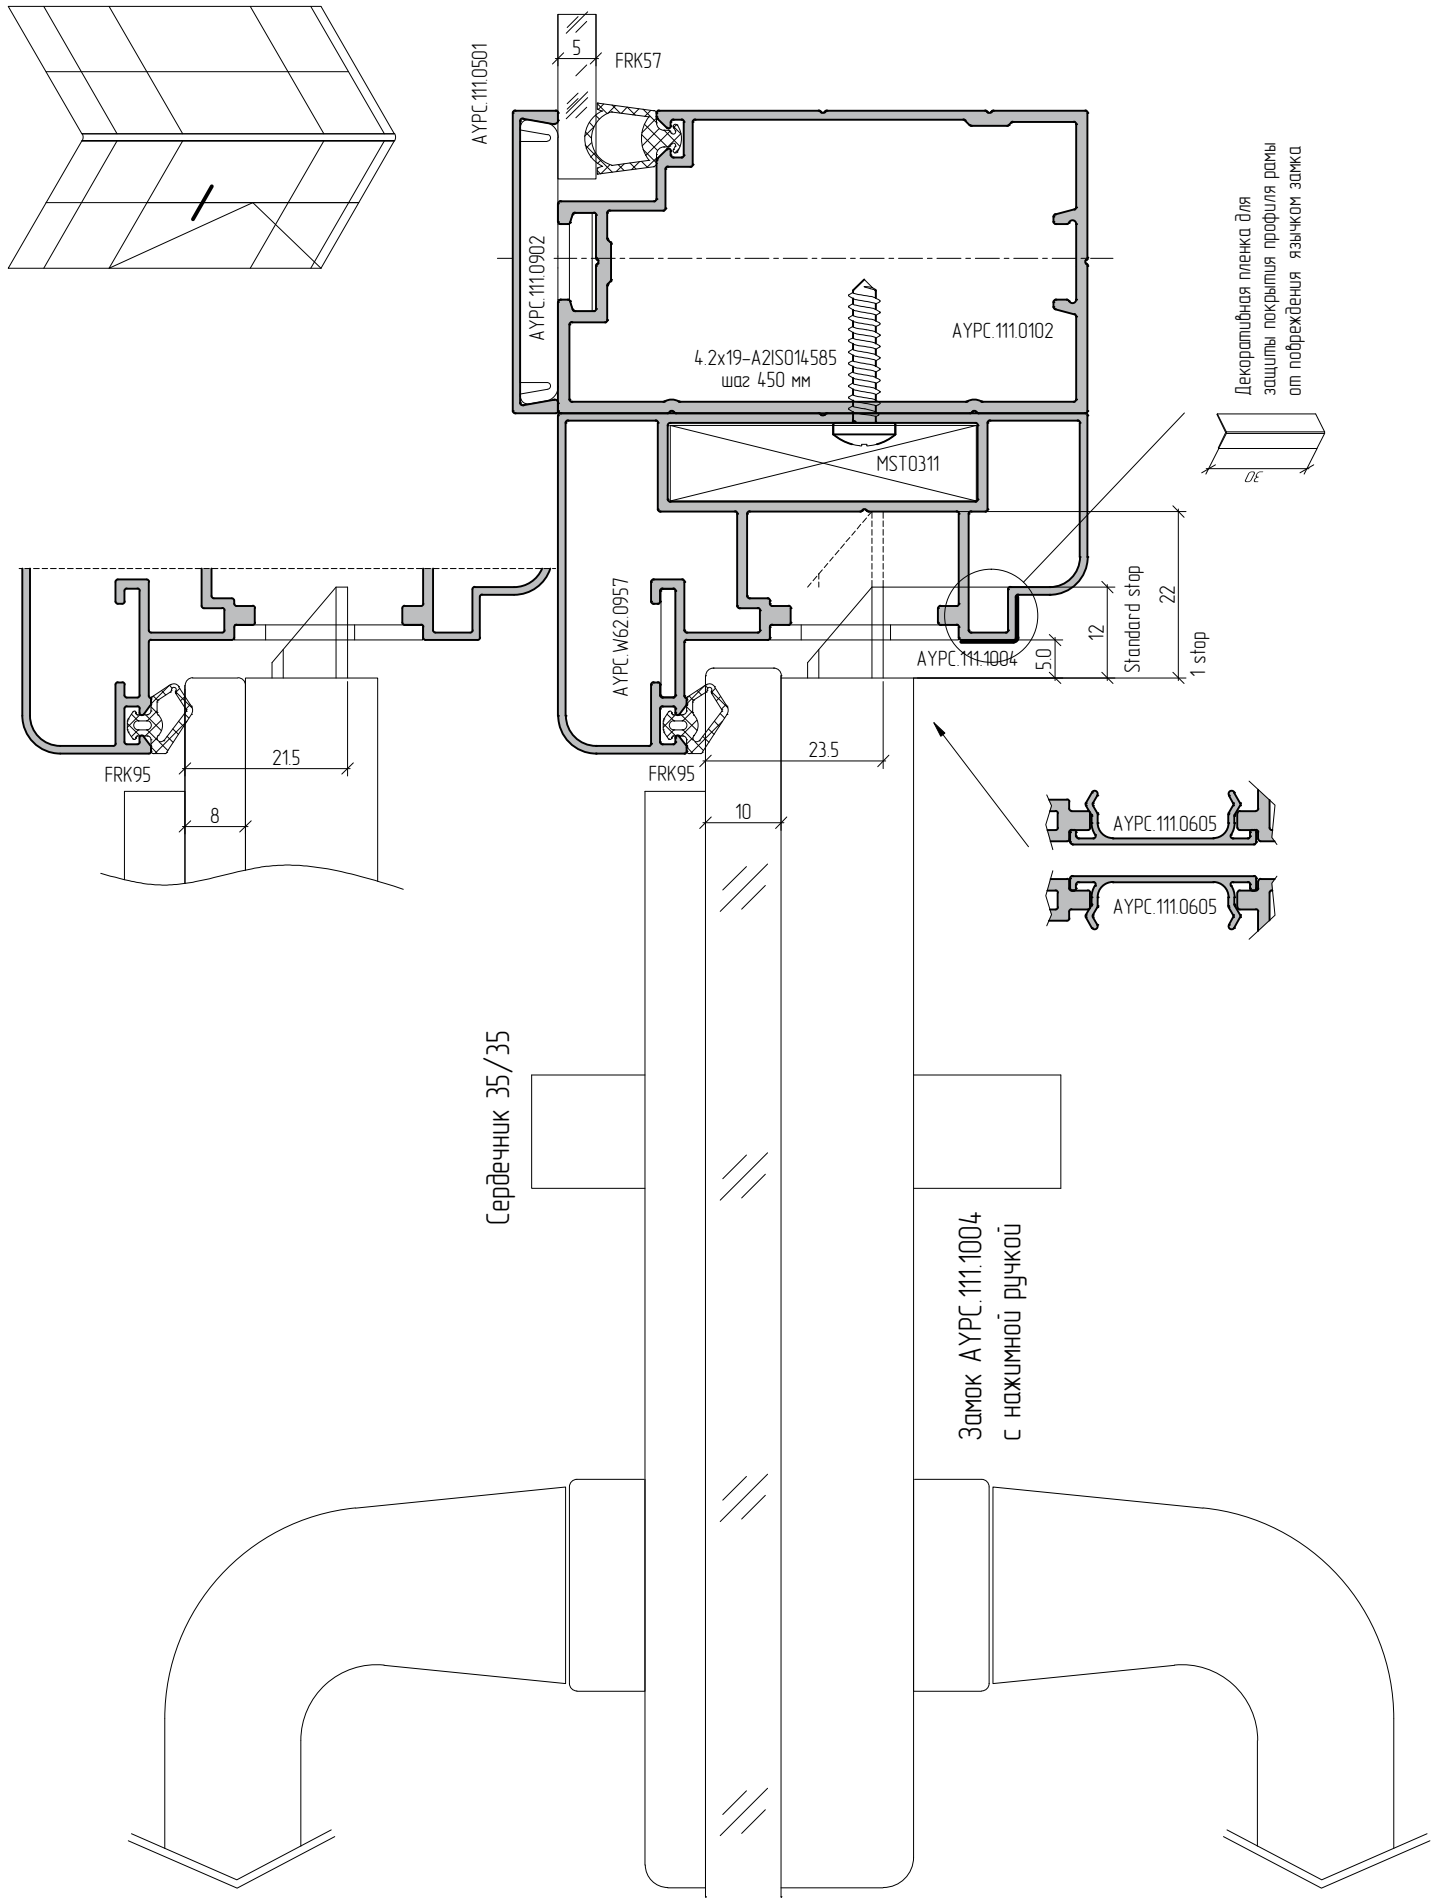 AYPC.111.0501
5
FRK57
AYPC.111.0902
4.2x19-A2ISO14585
шаг 450 мм
AYPC.111.0102
Декоративная пленка для
защиты покрытия профиля рамы
от повреждения язычком замка
30
MST0311
AYPC.W62.0957
AYPC.111.1004
5.0
12
Standard stop
22
1 stop
FRK95
21.5
8
FRK95
23.5
10
AYPC.111.0605
AYPC.111.0605
Сердечник 35/35
Замок AYPC.111.1004
С нажимной ручкой